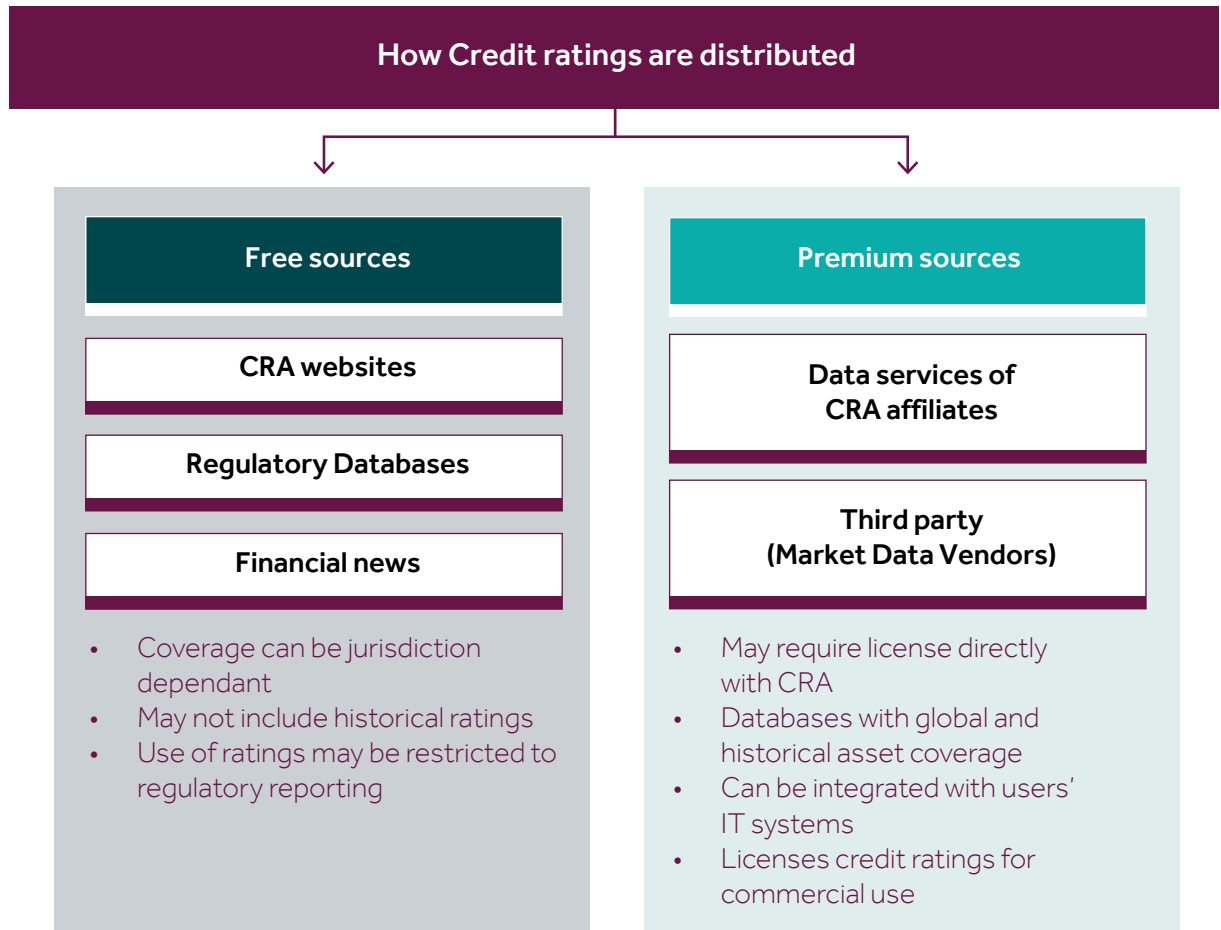 How Credit ratings are distributed
Free sources
CRA websites
Regulatory Databases
Financial news
• Coverage can be jurisdiction
dependant
• May not include historical ratings
• Use of ratings may be restricted to
regulatory reporting
Premium sources
Data services of
CRA affiliates
Third party
(Market Data Vendors)
• May require license directly
with CRA
• Databases with global and
historical asset coverage
• Can be integrated with users’
IT systems
• Licenses credit ratings for
commercial use